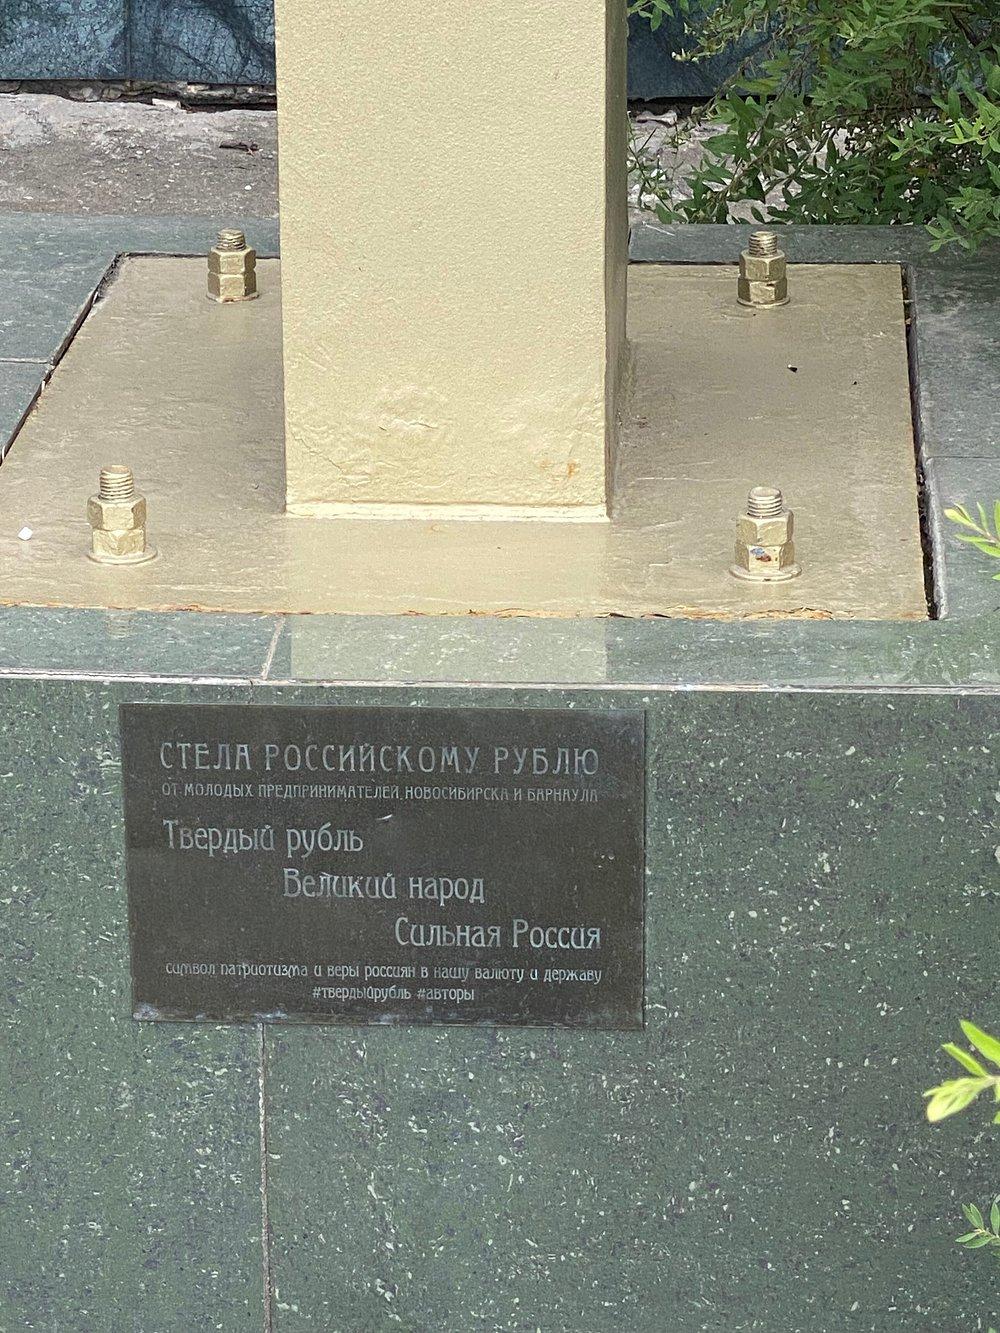 СТЕЛА РОССИЙСКОМУ РУБЛЮ
ОТ МОЛОДЫХ ПРЕДПРИНИМАТЕЛЕЙ НОВОСИБИРСКА И БАРНАУЛА
Твердый рубль
Великий народ
Сильная Россия
символ патриотизма и веры россиян в нашу валюту и державу
#твердыйрубль #авторы